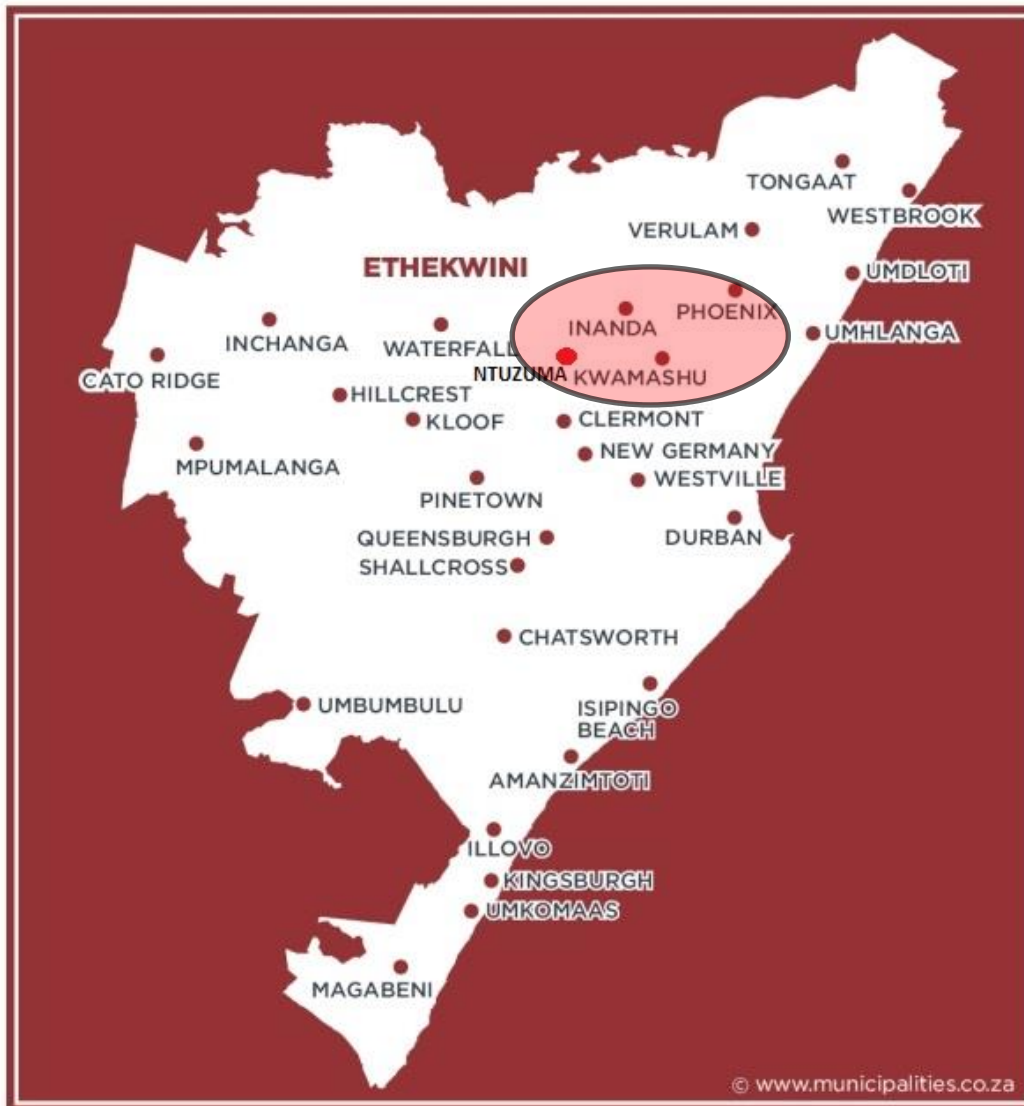 TONGAAT
WESTBROOK
VERULAM
ETHEKWINI
UMDLOTI
PHOENIX
INANDA
UMHLANGA
INCHANGA
WATERFALL
CATO RIDGE
NTUZUMA
KWAMASHU
HILLCREST
KLOOF
CLERMONT
NEW GERMANY
MPUMALANGA
WESTVILLE
PINETOWN
QUEENSBURGH
DURBAN
SHALLCROSS
CHATSWORTH
UMBUMBULU
ISIPINGO
BEACH
AMANZIMTOTI
ILLOVO
KINGSBURGH
UMKOMAAS
MAGABENI
© www.municipalities.co.za